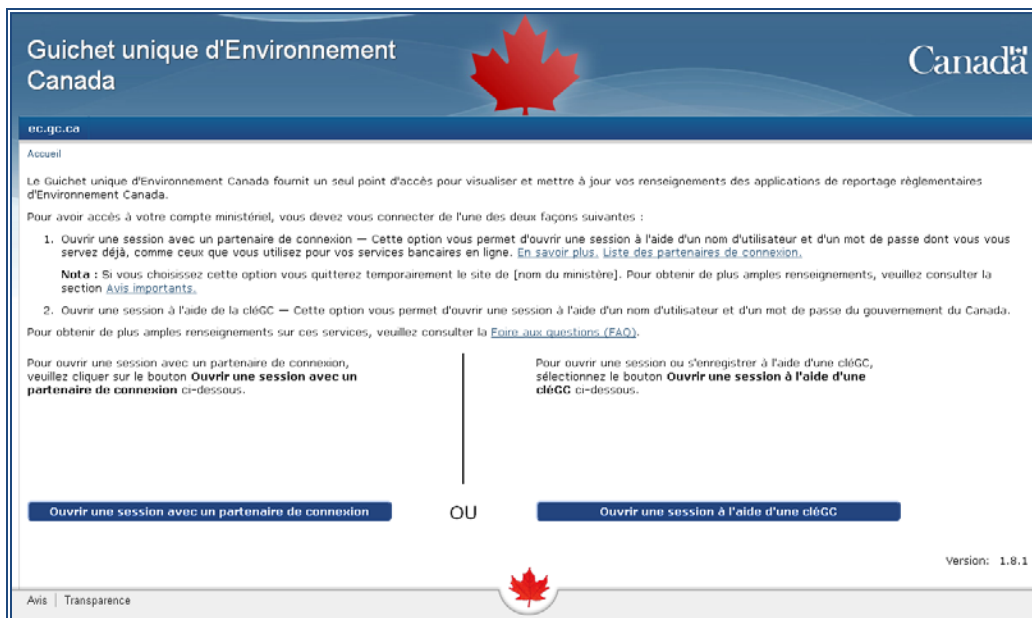 Guichet unique d'Environnement
Canada
Canada
ec.gc.ca
Accueil
Le Guichet unique d'Environnement Canada fournit un seul point d'accès pour visualiser et mettre à jour vos renseignements des applications de reportage règlementaires
d'Environnement Canada.
Pour avoir accès à votre compte ministériel, vous devez vous connecter de l'une des deux façons suivantes :
1. Ouvrir une session avec un partenaire de connexion — Cette option vous permet d'ouvrir une session à l'aide d'un nom d'utilisateur et d'un mot de passe dont vous vous
servez déjà, comme ceux que vous utilisez pour vos services bancaires en ligne. En savoir plus. Liste des partenaires de connexion.
Nota : Si vous choisissez cette option vous quitterez temporairement le site de [nom du ministère]. Pour obtenir de plus amples renseignements, veuillez consulter la
section Avis importants.
2. Ouvrir une session à l'aide de la cléGC — Cette option vous permet d'ouvrir une session à l'aide d'un nom d'utilisateur et d'un mot de passe du gouvernement du Canada.
Pour obtenir de plus amples renseignements sur ces services, veuillez consulter la Foire aux questions (FAQ).
Pour ouvrir une session avec un partenaire de connexion,
veuillez cliquer sur le bouton Ouvrir une session avec un
partenaire de connexion ci-dessous.
Pour ouvrir une session ou s'enregistrer à l'aide d'une cléGC,
sélectionnez le bouton Ouvrir une session à l'aide d'une
cléGC ci-dessous.
Ouvrir une session avec un partenaire de connexion
OU
Ouvrir une session à l'aide d'une cléGC
Version: 1.8.1
Avis | Transparence